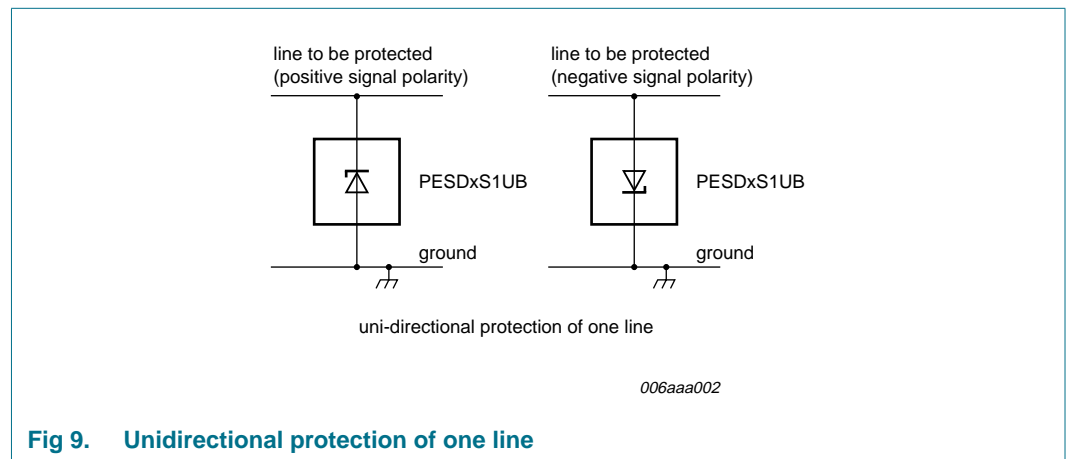 line to be protected
(positive signal polarity)
PESDxS1UB
ground
line to be protected
(negative signal polarity)
PESDxS1UB
ground
uni-directional protection of one line
006aaa002
Fig 9. Unidirectional protection of one line